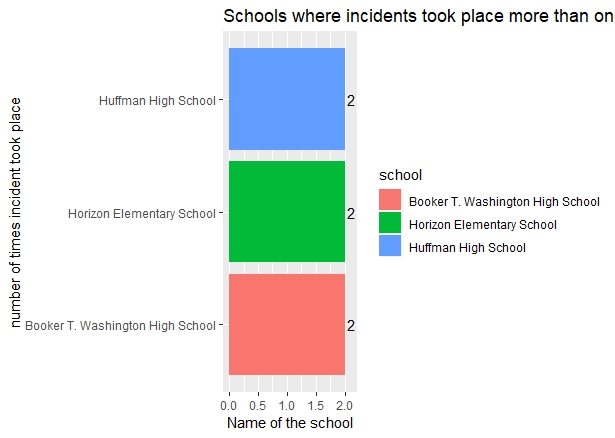 Schools where incidents took place more than on
number of times incident took place
Huffman High School
2
Horizon Elementary School
2
Booker T. Washington High School
2
0.0 0.5 1.0 1.5 2.0
Name of the school
school
Booker T. Washington High School
Horizon Elementary School
Huffman High School